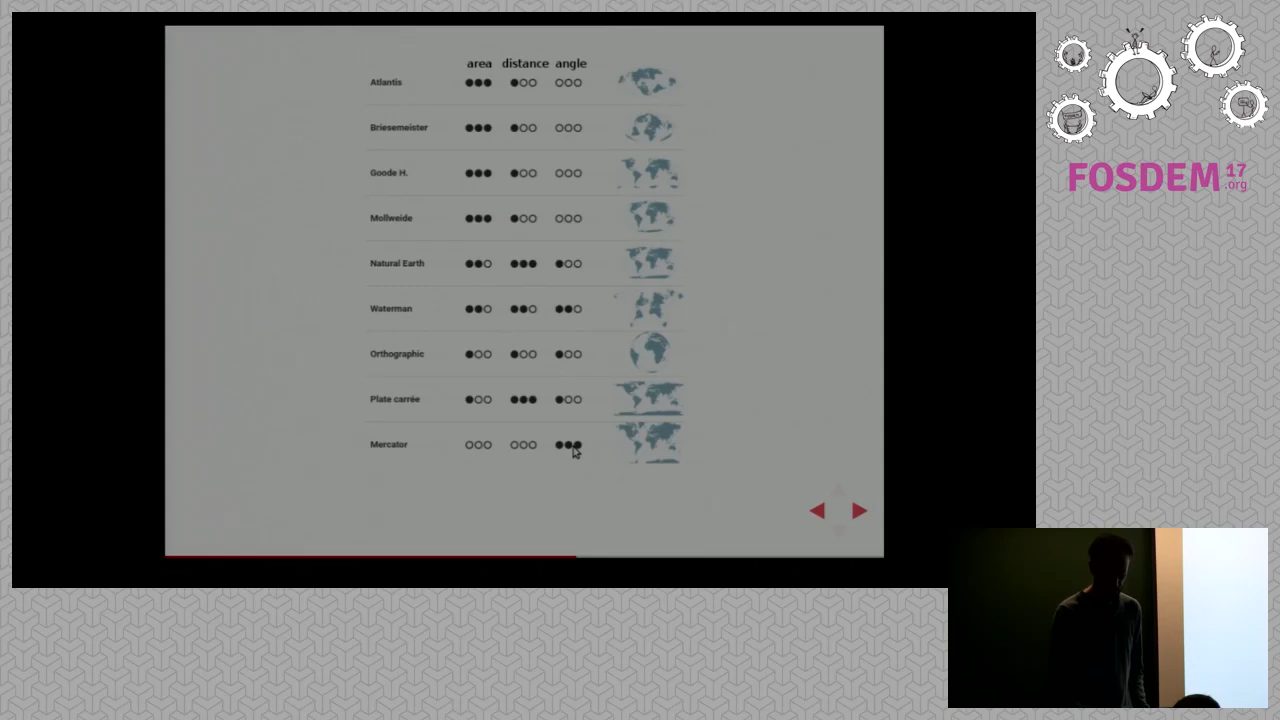 area distance angle
Atlantis
Briesemeister
Goode H.
Mollweide
Natural Earth
Waterman
Orthographic
Plate carrée
Mercator
FOSDEM 17
.org